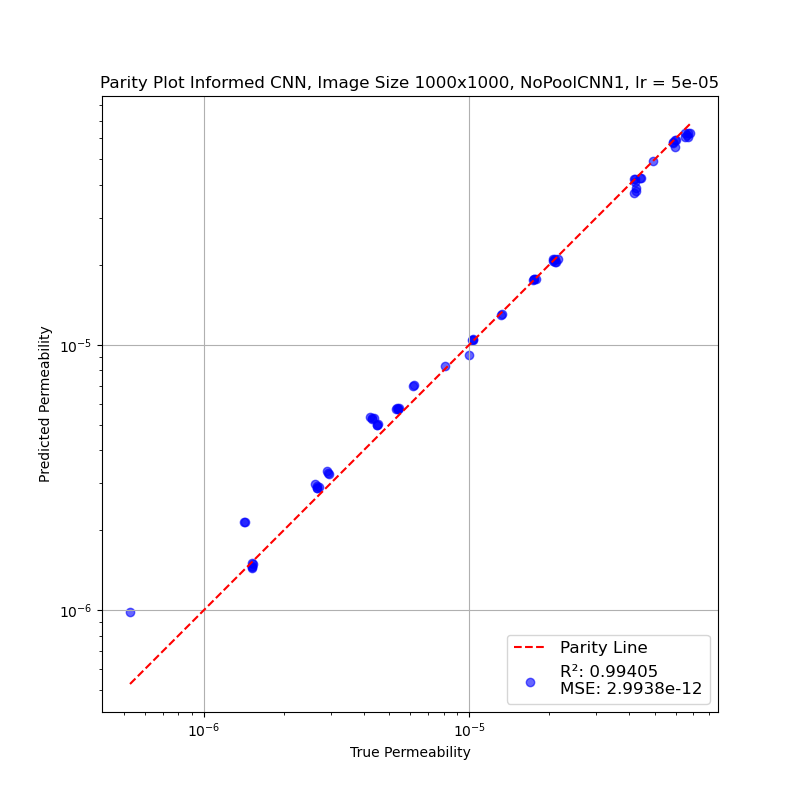 Parity Plot Informed CNN, Image Size 1000x1000, NoPoolCNN1, lr = 5e-05
Predicted Permeability
10⁻⁵
10⁻⁶
Parity Line
R²: 0.99405
MSE: 2.9938e-12
10⁻⁶
10⁻⁵
True Permeability